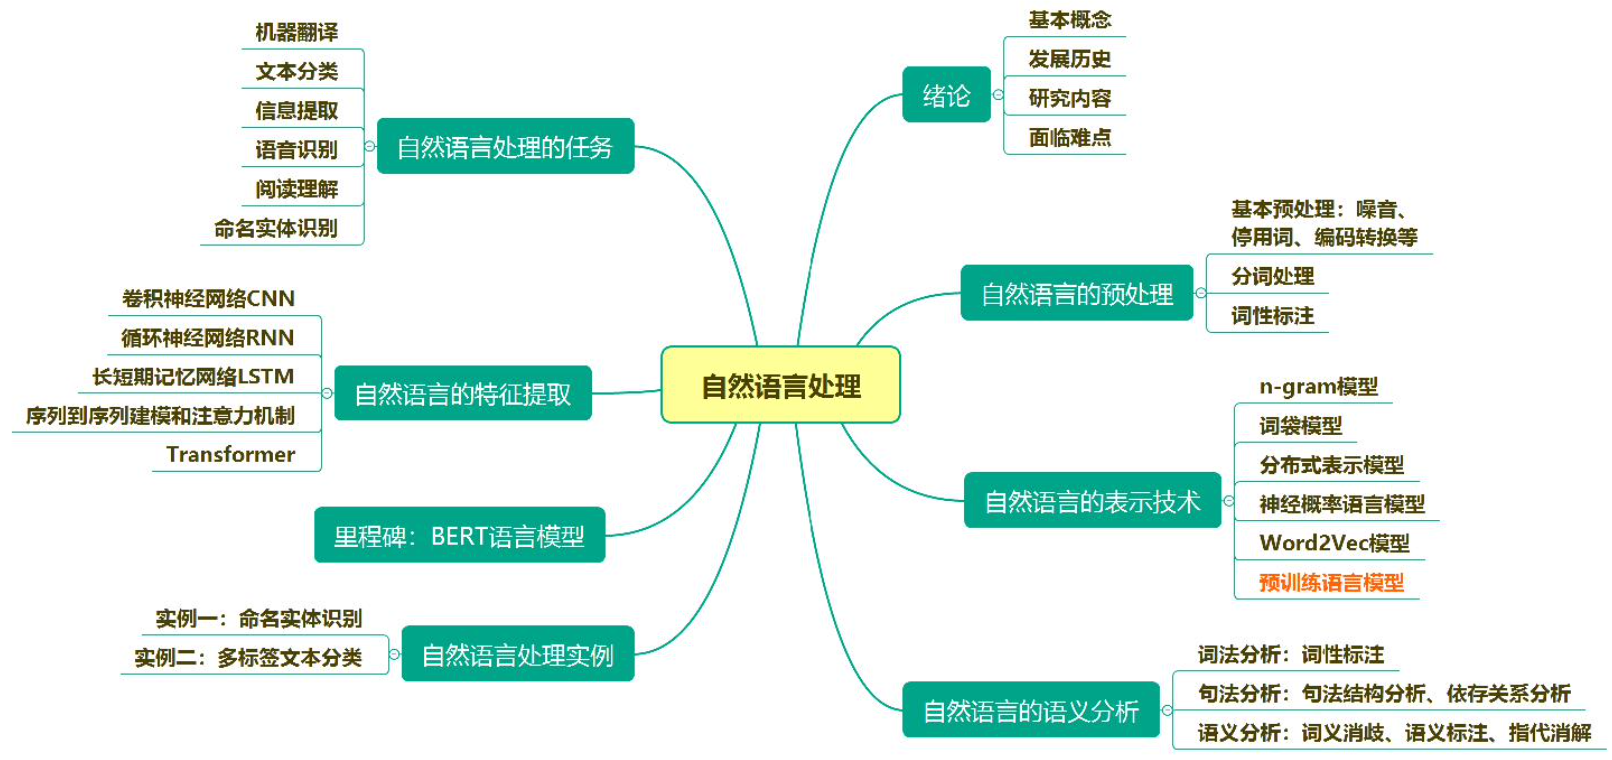 自然语言处理
绪论
基本概念
发展历史
研究内容
面临难点
自然语言的预处理
基本预处理：噪音、
停用词、编码转换等
分词处理
词性标注
自然语言的表示技术
n-gram模型
词袋模型
分布式表示模型
神经概率语言模型
Word2Vec模型
预训练语言模型
自然语言的语义分析
词法分析：词性标注
句法分析：句法结构分析、依存关系分析
语义分析：词义消歧、语义标注、指代消解
自然语言处理的任务
机器翻译
文本分类
信息提取
语音识别
阅读理解
命名实体识别
自然语言的特征提取
卷积神经网络CNN
循环神经网络RNN
长短期记忆网络LSTM
序列到序列建模和注意力机制
Transformer
里程碑：BERT语言模型
自然语言处理实例
实例一：命名实体识别
实例二：多标签文本分类